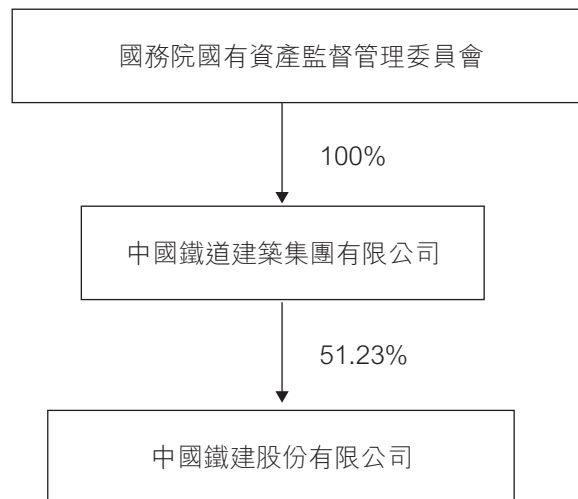 國務院國有資產監督管理委員會
100%
中國鐵道建築集團有限公司
51.23%
中國鐵建股份有限公司